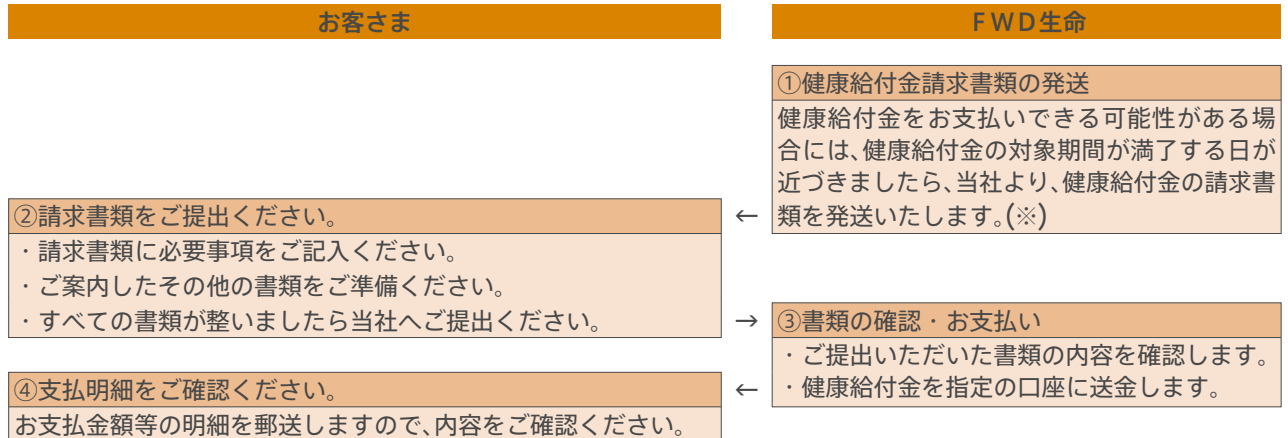 お客さま
ＦＷＤ生命
①健康給付金請求書類の発送
健康給付金をお支払いできる可能性がある場
合には、健康給付金の対象期間が満了する日が
近づきましたら、当社より、健康給付金の請求書
類を発送いたします。(※)
←
②請求書類をご提出ください。
・請求書類に必要事項をご記入ください。
・ご案内したその他の書類をご準備ください。
・すべての書類が整いましたら当社へご提出ください。
→
③書類の確認・お支払い
・ご提出いただいた書類の内容を確認します。
・健康給付金を指定の口座に送金します。
←
④支払明細をご確認ください。
お支払金額等の明細を郵送しますので、内容をご確認ください。